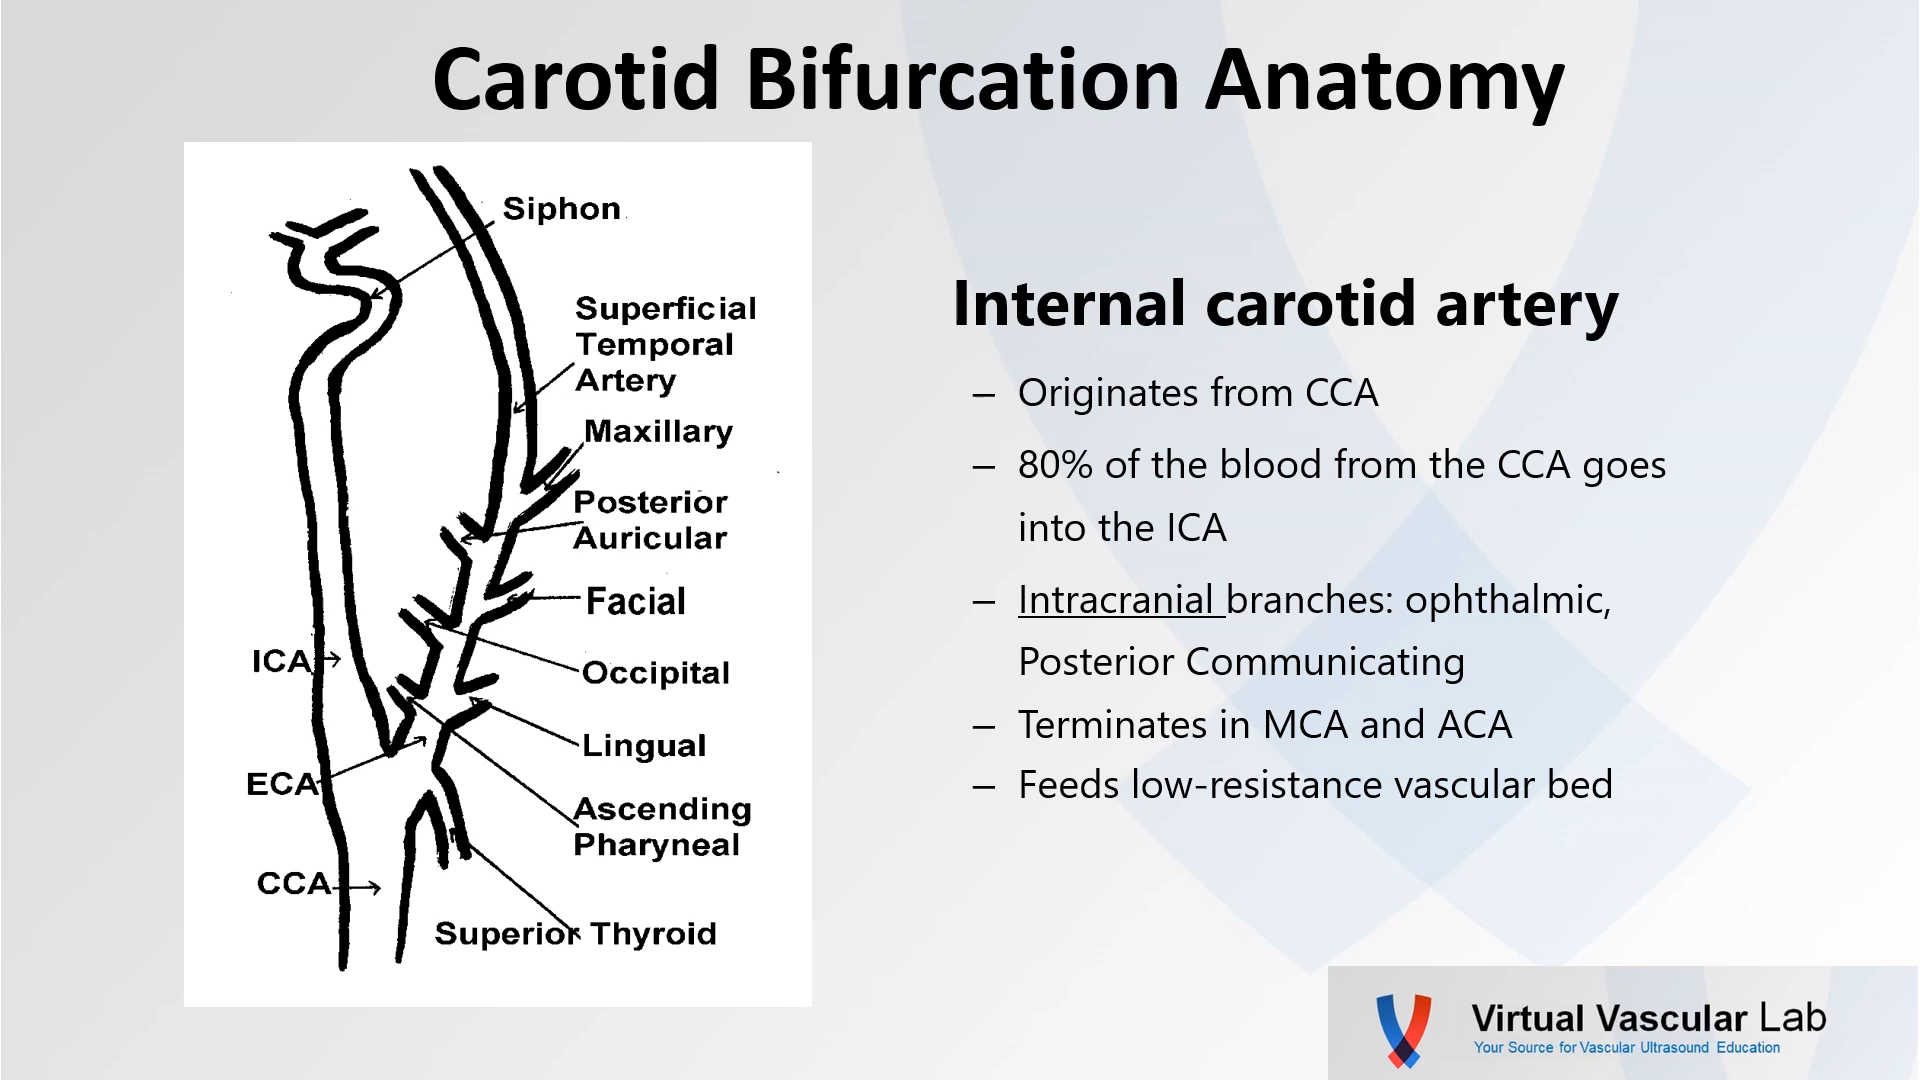 Carotid Bifurcation Anatomy
Siphon
Superficial
Temporal
Artery
Maxillary
Posterior
Auricular
Facial
ICA
Occipital
Lingual
ECA
Ascending
Pharyneal
CCA
Superior Thyroid
Internal carotid artery
– Originates from CCA
– 80% of the blood from the CCA goes
into the ICA
– Intracranial branches: ophthalmic,
Posterior Communicating
– Terminates in MCA and ACA
– Feeds low-resistance vascular bed
Virtual Vascular Lab
Your Source for Vascular Ultrasound Education